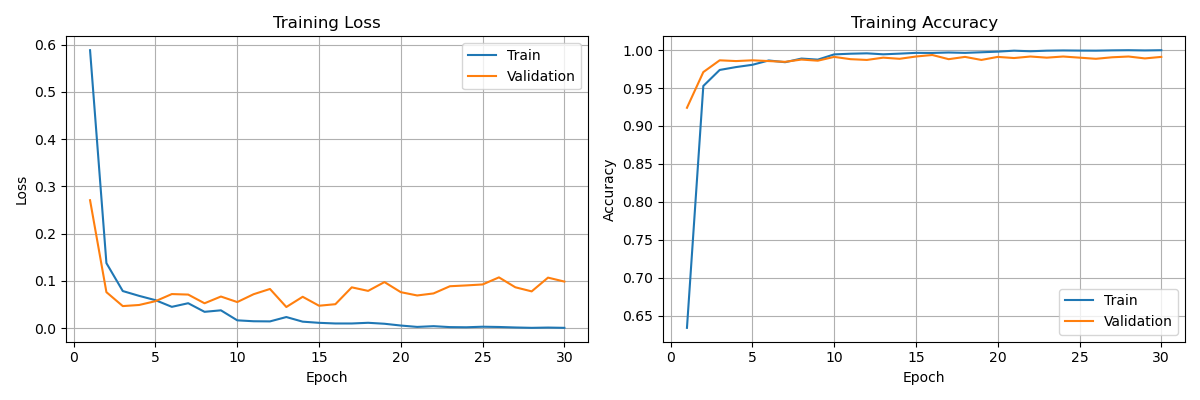 Training Loss
Train
Validation
0.6
0.5
0.4
0.3
0.2
0.1
0.0
Loss
0 5 10 15 20 25 30
Epoch
Training Accuracy
1.00
0.95
0.90
0.85
0.80
0.75
0.70
0.65
Accuracy
Train
Validation
0 5 10 15 20 25 30
Epoch